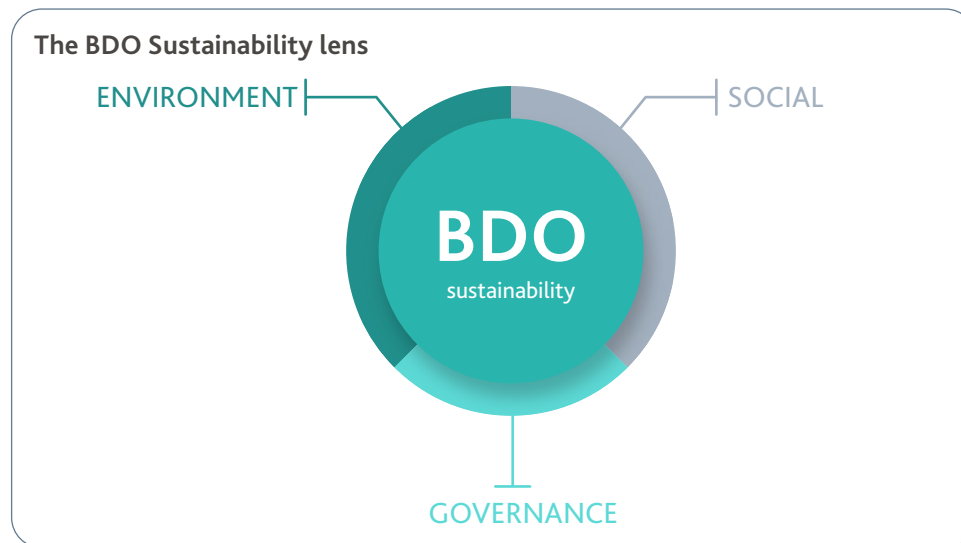 The BDO Sustainability lens
ENVIRONMENT
SOCIAL
BDO
sustainability
GOVERNANCE